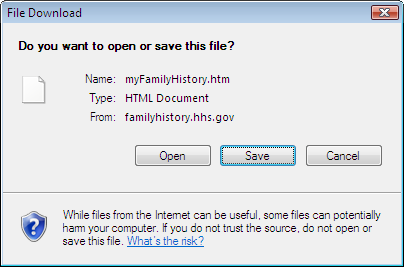 File Download
Do you want to open or save this file?
Name: myFamilyHistory.htm
Type: HTML Document
From: familyhistory.hhs.gov
Open Save Cancel
While files from the Internet can be useful, some files can potentially
harm your computer. If you do not trust the source, do not open or
save this file. What's the risk?